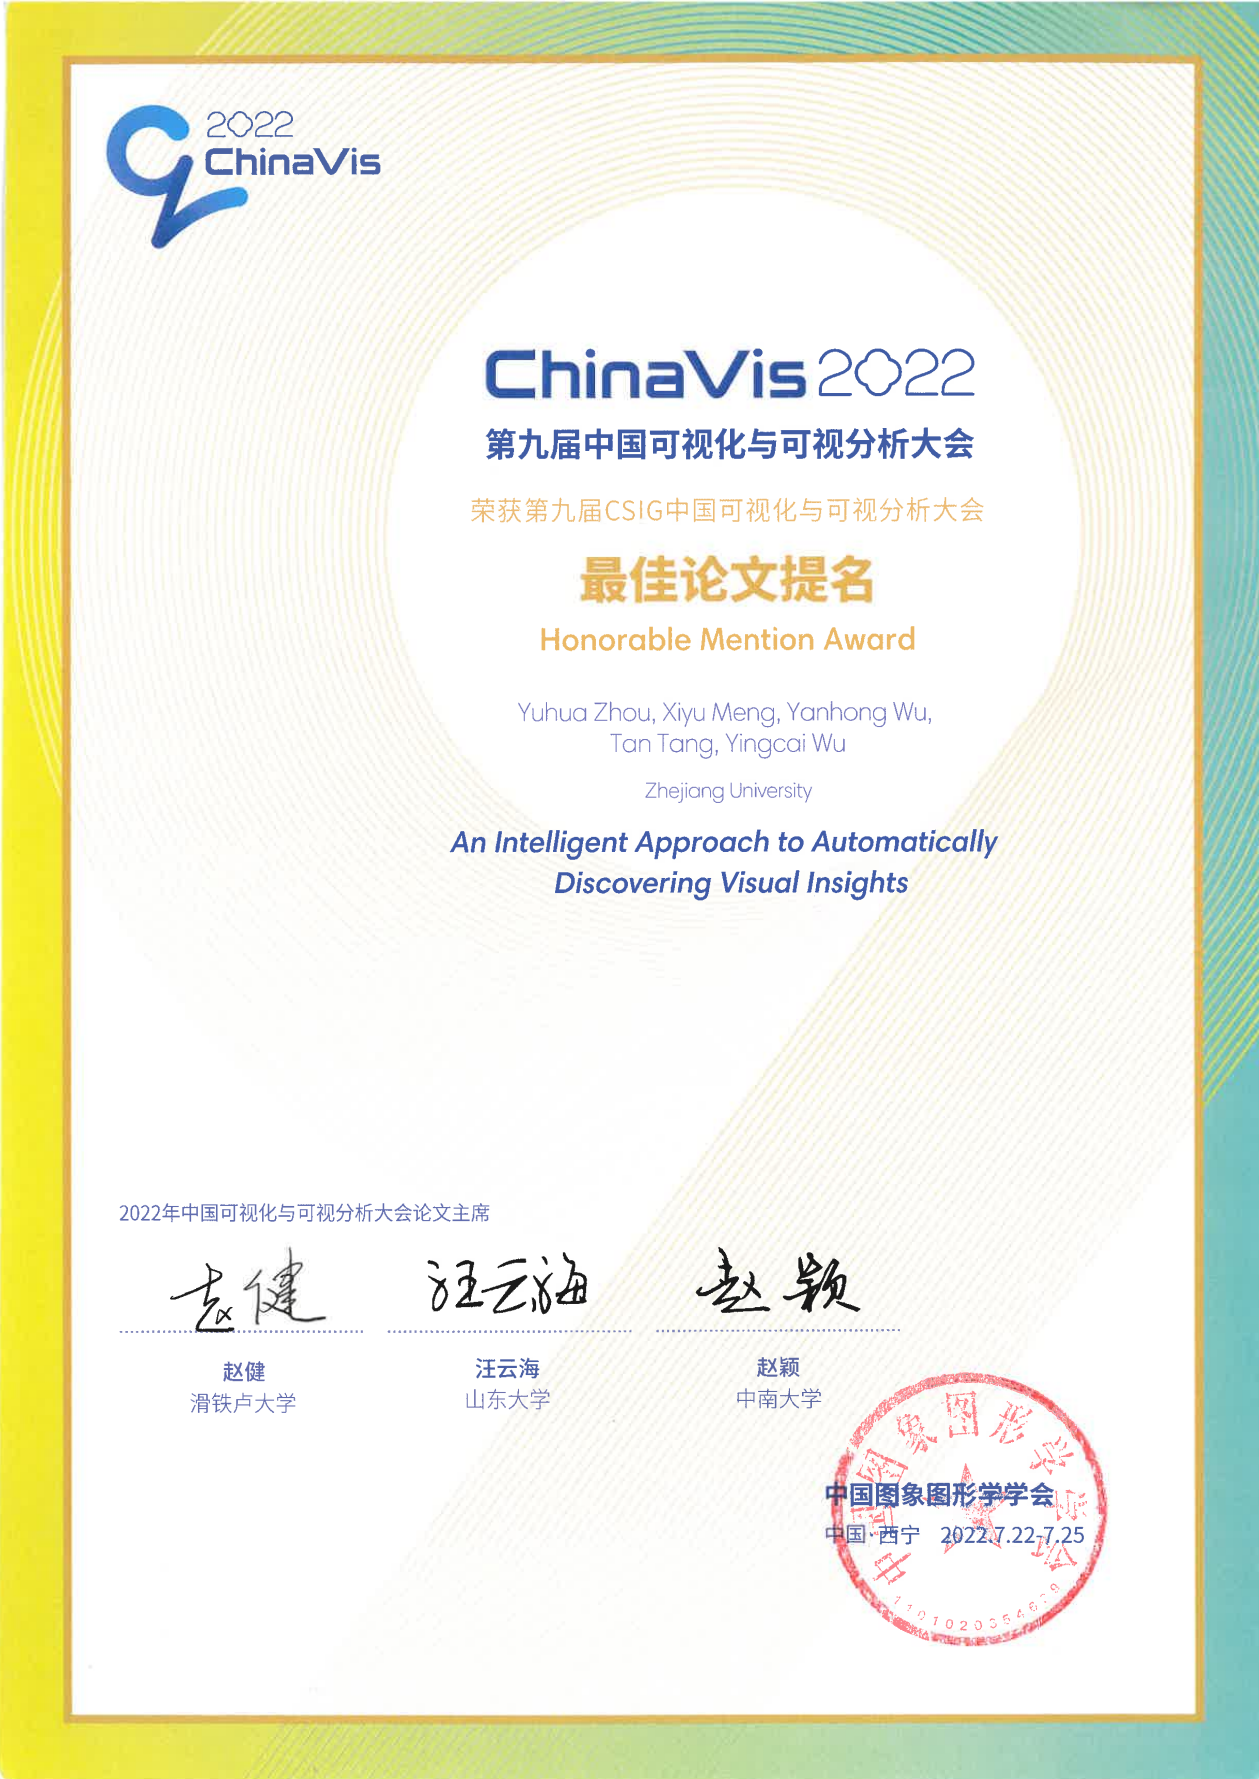 2022
ChinaVis
ChinaVis 2022
第九届中国可视化与可视分析大会
荣获第九届CSIG中国可视化与可视分析大会
最佳论文提名
Honorable Mention Award
Yuhua Zhou, Xiyu Meng, Yanhong Wu,
Tan Tang, Yingcai Wu
Zhejiang University
An Intelligent Approach to Automatically
Discovering Visual Insights
2022年中国可视化与可视分析大会论文主席
赵健 汪云海 赵颖
赵健 汪云海 赵颖
滑铁卢大学 山东大学 中南大学
中国图象图形学学会
中国图象图形学学会
中国·西宁 2022.7.22-7.25